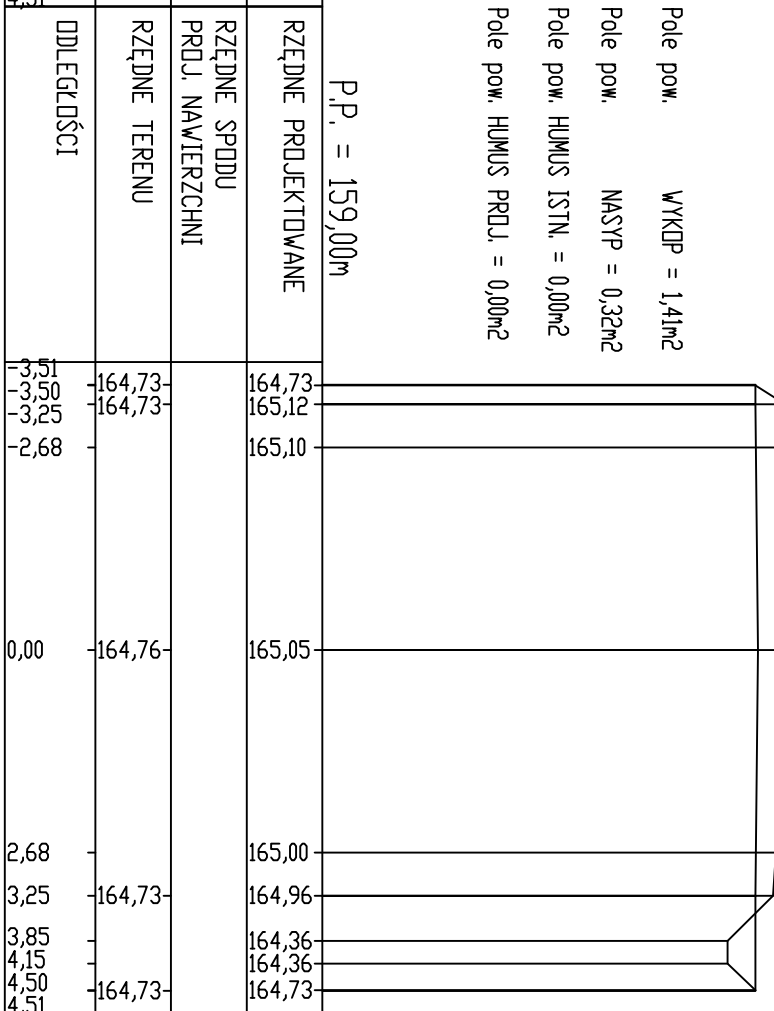 Pole pow. WYKOP = 1,41m2
Pole pow. NASYP = 0,32m2
Pole pow. HUMUS ISTN. = 0,00m2
Pole pow. HUMUS PROJ. = 0,00m2
P.P. = 159,00m
RZĘDNE PROJEKTOWANE
164,73
165,12
165,10
165,05
165,00
164,96
164,36
164,36
164,73
RZĘDNE SPODU
PROJ. NAWIERZCHNI
RZĘDNE TERENU
164,73
164,73
164,76
164,73
164,73
ODLEGŁOŚCI
-3,51
-3,50
-3,25
-2,68
0,00
2,68
3,25
3,85
4,15
4,50
4,51